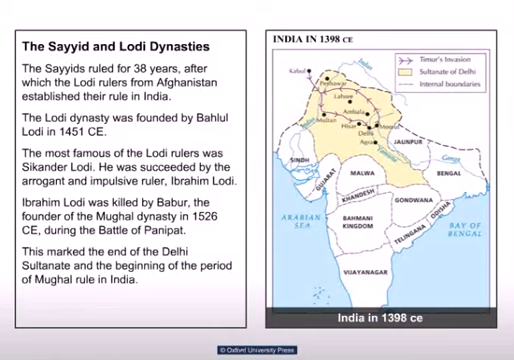 The Sayyid and Lodi Dynasties
The Sayyids ruled for 38 years, after
which the Lodi rulers from Afghanistan
established their rule in India.
The Lodi dynasty was founded by Bahlul
Lodi in 1451 CE.
The most famous of the Lodi rulers was
Sikander Lodi. He was succeeded by the
arrogant and impulsive ruler, Ibrahim Lodi.
Ibrahim Lodi was killed by Babur, the
founder of the Mughal dynasty in 1526
CE, during the Battle of Panipat.
This marked the end of the Delhi
Sultanate and the beginning of the period
of Mughal rule in India.
INDIA IN 1398 CE
Timur's Invasion
Sultanate of Delhi
Internal boundaries
Kabul
Indus
Peshawar
Lahore
Ambala
Multan
Hisar
Meerut
Delhi
Agra
JAUNPUR
Ganga
SINDH
GUJARAT
MALWA
BENGAL
KHANDESH
GONDWANA
ODISHA
ARABIAN
SEA
BAHMANI
KINGDOM
TELINGANA
BAY OF
BENGAL
VIJAYANAGAR
India in 1398 ce
© Oxford University Press